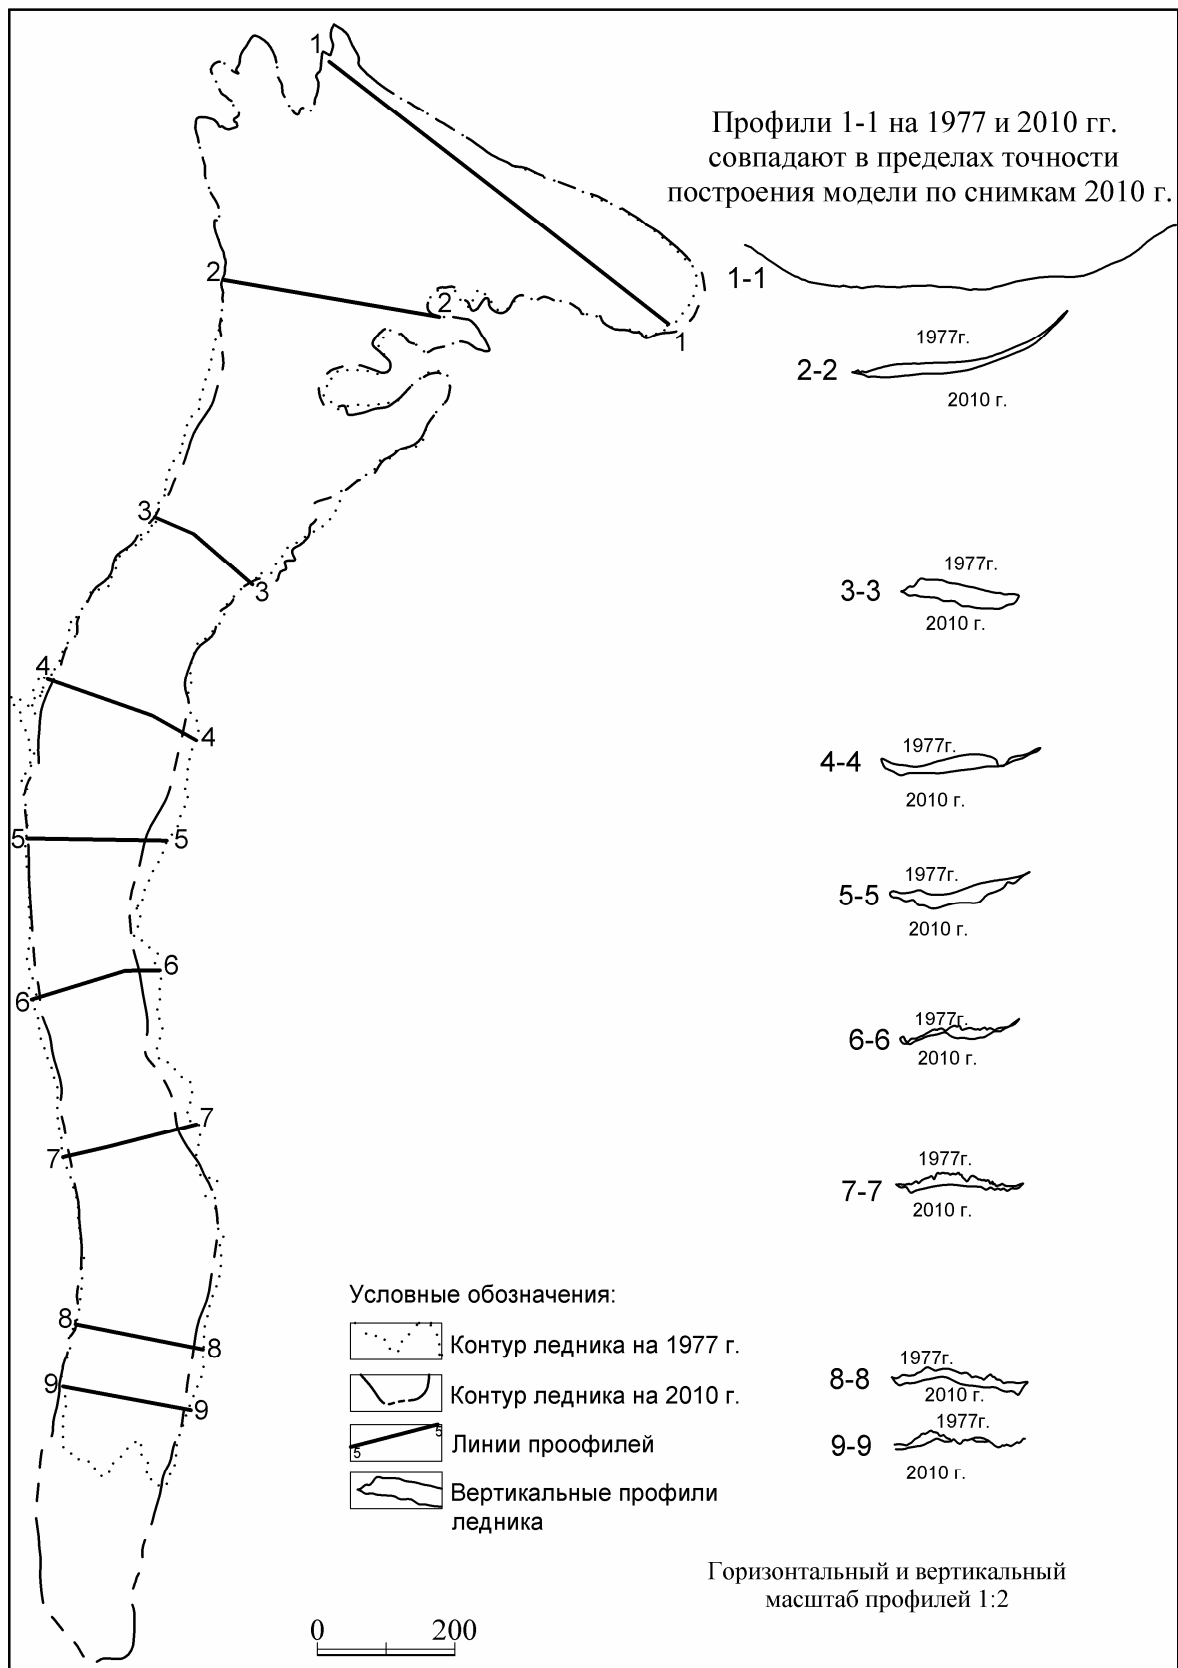 1
Профили 1-1 на 1977 и 2010 гг.
совпадают в пределах точности
построения модели по снимкам 2010 г.
2
1-1
2
1
1977г.
2-2
2010 г.
3
3
1977г.
3-3
2010 г.
4
4
1977г.
4-4
2010 г.
5
5
1977г.
5-5
2010 г.
6
6
1977г.
6-6
2010 г.
7
7
1977г.
7-7
2010 г.
Условные обозначения:
8
8
Контур ледника на 1977 г.
1977г.
8-8
2010 г.
9
9
Контур ледника на 2010 г.
1977г.
9-9
2010 г.
5
5
Линии проофилей
Вертикальные профили
ледника
Горизонтальный и вертикальный
масштаб профилей 1:2
0 200